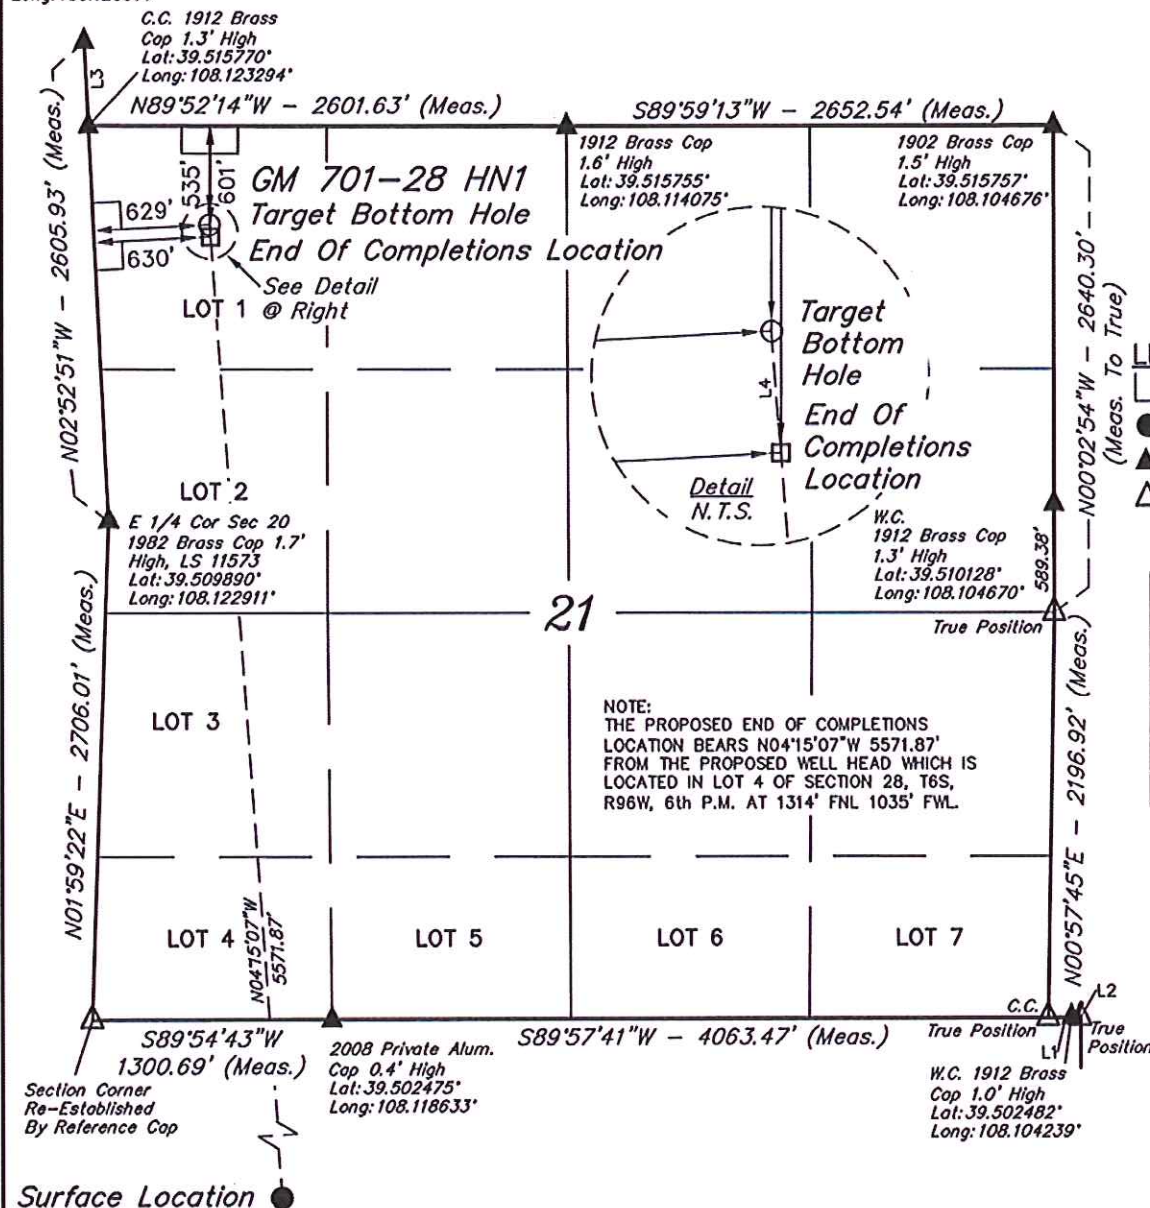 C.C. 1912 Brass
Cap 1.3' High
Lat: 39.515770°
Long: 108.123294°
L3
N89°52'14"W - 2601.63' (Meas.)
S89°59'13"W - 2652.54' (Meas.)
1912 Brass Cap
1.6' High
Lat: 39.515755°
Long: 108.114075°
1902 Brass Cap
1.5' High
Lat: 39.515757°
Long: 108.104676°
N02°52'51"W - 2605.93' (Meas.)
535'
601'
GM 701-28 HN1
Target Bottom Hole
End Of Completions Location
629'
630'
See Detail
@ Right
LOT 1
Target
Bottom
Hole
L4
End Of
Completions
Location
Detail
N.T.S.
N00°02'54"W - 2640.30'
(Meas. To True)
LOT 2
E 1/4 Cor Sec 20
1982 Brass Cap 1.7'
High, LS 11573
Lat: 39.509890°
Long: 108.122911°
W.C.
1912 Brass Cap
1.3' High
Lat: 39.510128°
Long: 108.104670°
589.38'
21
True Position
N01°59'22"E - 2706.01' (Meas.)
LOT 3
NOTE:
THE PROPOSED END OF COMPLETIONS
LOCATION BEARS N04°15'07"W 5571.87'
FROM THE PROPOSED WELL HEAD WHICH IS
LOCATED IN LOT 4 OF SECTION 28, T6S,
R96W, 6th P.M. AT 1314' FNL 1035' FWL.
N00°57'45"E - 2196.92' (Meas.)
LOT 4
N04°15'07"W
5571.87'
LOT 5
LOT 6
LOT 7
C.C.
True Position
L1
L2
True
Position
S89°54'43"W
1300.69' (Meas.)
S89°57'41"W - 4063.47' (Meas.)
2008 Private Alum.
Cap 0.4' High
Lat: 39.502475°
Long: 108.118633°
W.C. 1912 Brass
Cap 1.0' High
Lat: 39.502482°
Long: 108.104239°
Section Corner
Re-Established
By Reference Cap
Surface Location